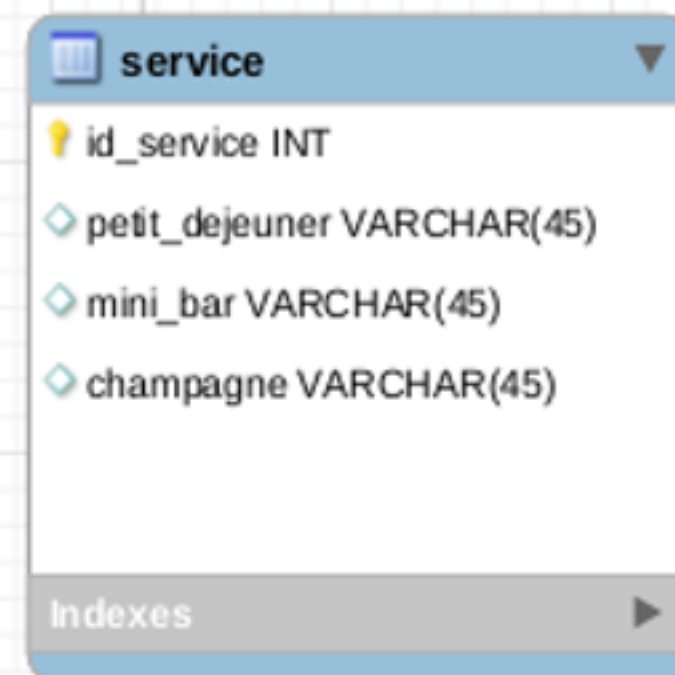 service
id_service INT
petit_dejeuner VARCHAR(45)
mini_bar VARCHAR(45)
champagne VARCHAR(45)
Indexes